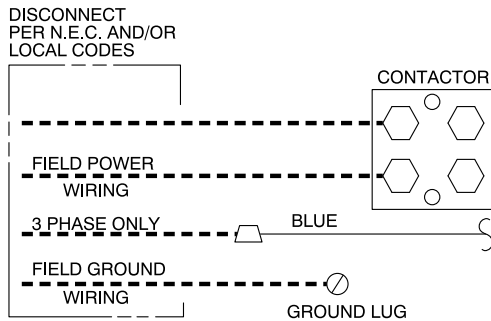 DISCONNECT
PER N.E.C. AND/OR
LOCAL CODES
CONTACTOR
FIELD POWER
WIRING
3 PHASE ONLY
BLUE
FIELD GROUND
WIRING
GROUND LUG